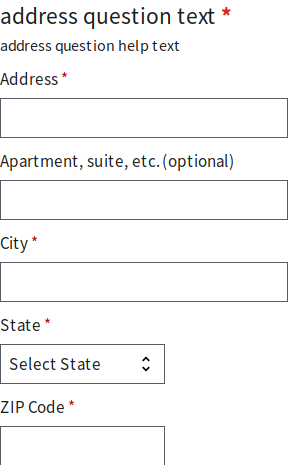 address question text *
address question help text
Address *
Apartment, suite, etc. (optional)
City *
State *
Select State
ZIP Code *